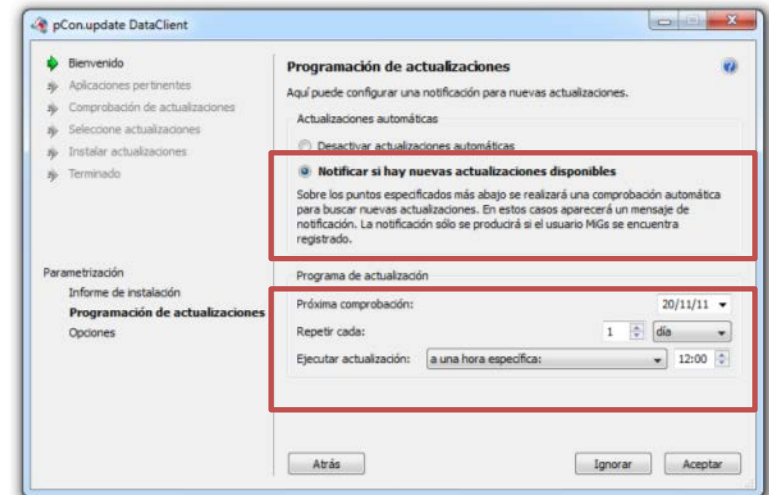 pCon.update DataClient
Bienvenido
Aplicaciones pertinentes
Comprobación de actualizaciones
Seleccione actualizaciones
Instalar actualizaciones
Terminado
Parametrización
Informe de instalación
Programación de actualizaciones
Opciones
Programación de actualizaciones
Aquí puede configurar una notificación para nuevas actualizaciones.
Actualizaciones automáticas
Desactivar actualizaciones automáticas
Notificar si hay nuevas actualizaciones disponibles
Sobre los puntos especificados más abajo se realizará una comprobación automática
para buscar nuevas actualizaciones. En estos casos aparecerá un mensaje de
notificación. La notificación sólo se producirá si el usuario MiGs se encuentra
registrado.
Programa de actualización
Próxima comprobación: 20/11/11
Repetir cada: 1 día
Ejecutar actualización: a una hora específica: 12:00
Atrás Ignorar Aceptar